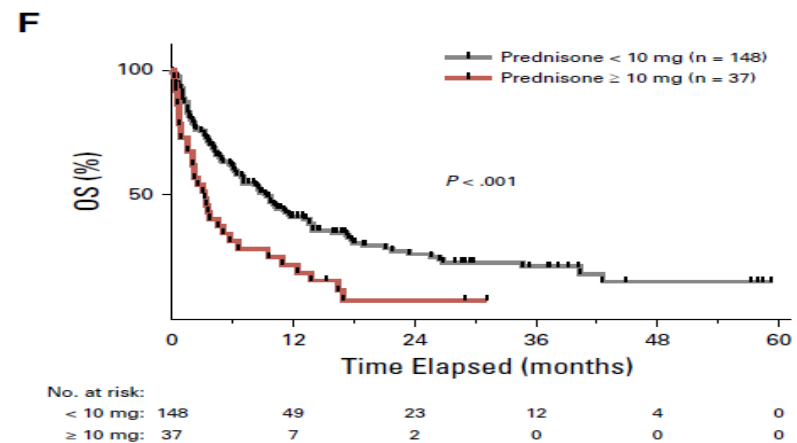 F
Prednisone < 10 mg (n = 148)
Prednisone ≥ 10 mg (n = 37)
100
50
OS (%)
P < .001
0 12 24 36 48 60
Time Elapsed (months)
No. at risk:
< 10 mg: 148 49 23 12 4 0
≥ 10 mg: 37 7 2 0 0 0